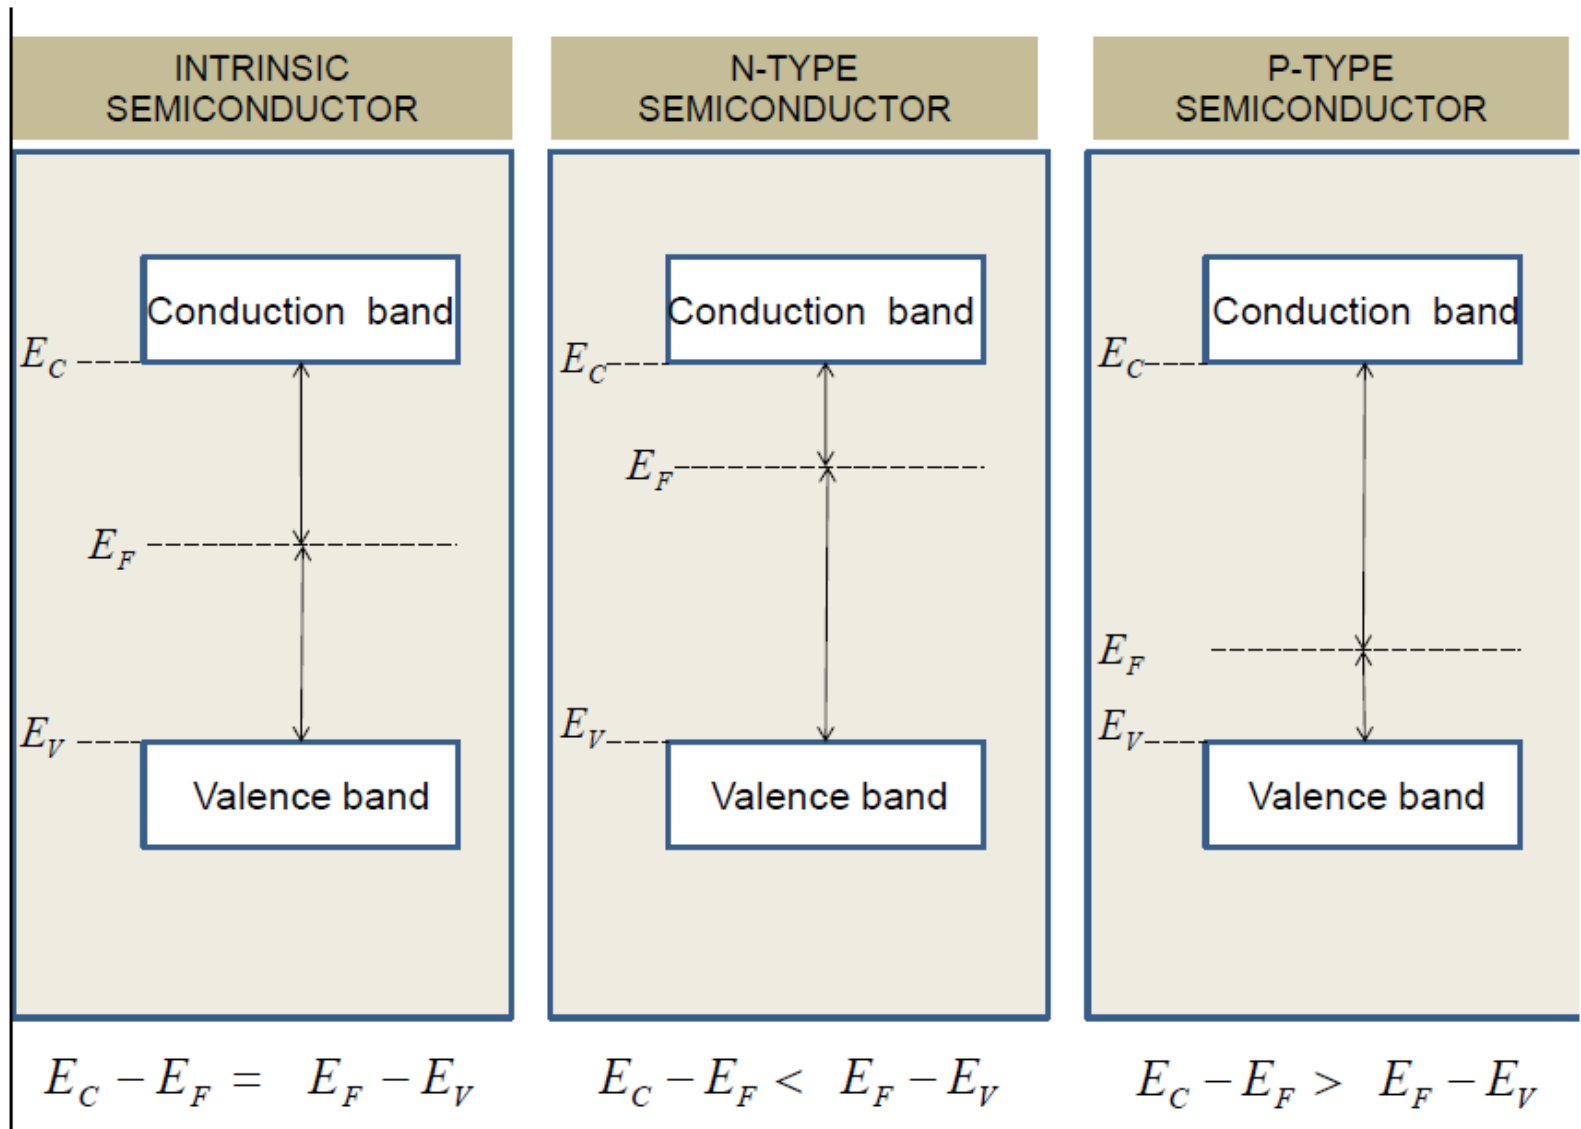 INTRINSIC
SEMICONDUCTOR
Conduction band
E_C
E_F
E_V
Valence band
E_C − E_F = E_F − E_V
N-TYPE
SEMICONDUCTOR
Conduction band
E_C
E_F
E_V
Valence band
E_C − E_F < E_F − E_V
P-TYPE
SEMICONDUCTOR
Conduction band
E_C
E_F
E_V
Valence band
E_C − E_F > E_F − E_V